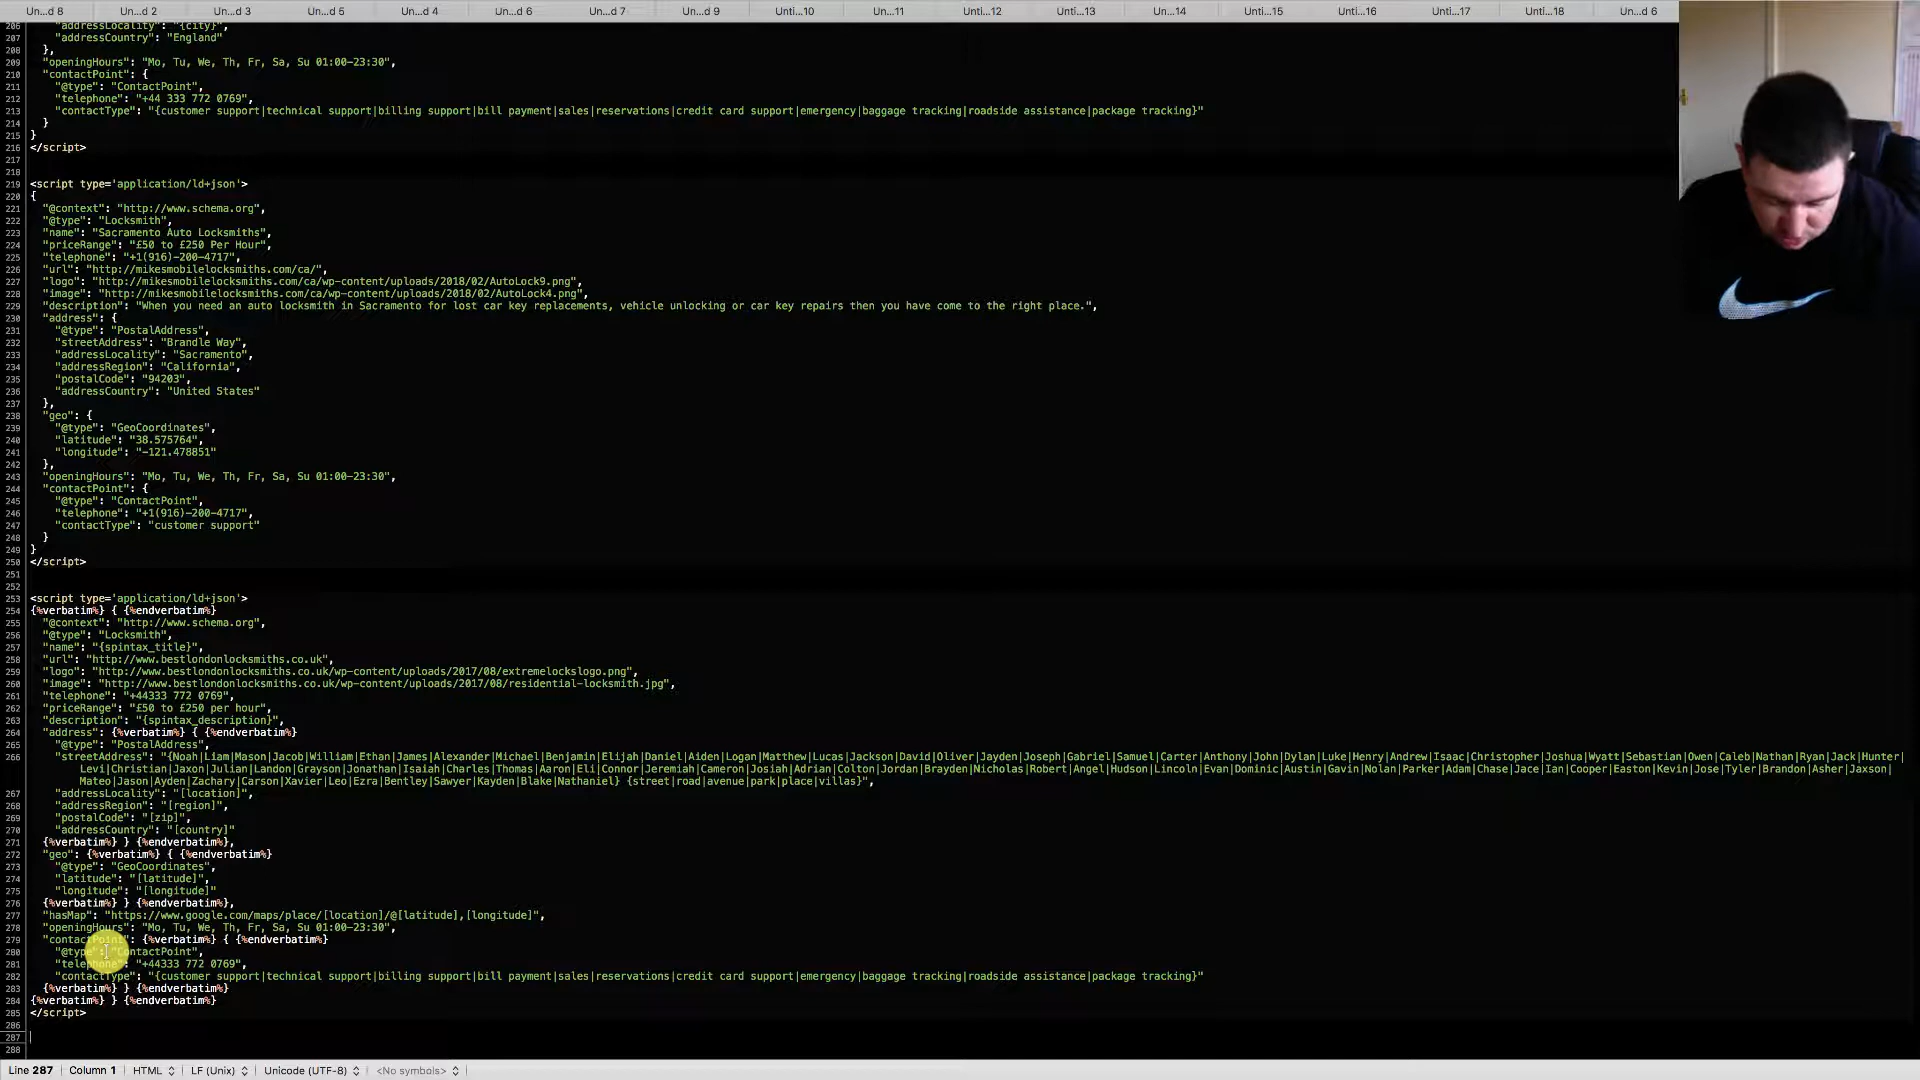 Un...d 8 Un...d 2 Un...d 3 Un...d 5 Un...d 4 Un...d 6 Un...d 7 Un...d 9 Unti...10 Un...11 Unti...12 Unti...13 Un...14 Unti...15 Unti...16 Unti...17 Unti...18 Un...d 6
206 "addressLocality": "{city}",
207 "addressCountry": "England"
208 },
209 "openingHours": "Mo, Tu, We, Th, Fr, Sa, Su 01:00-23:30",
210 "contactPoint": {
211 "@type": "ContactPoint",
212 "telephone": "+44 333 772 0769",
213 "contactType": "{customer support|technical support|billing support|bill payment|sales|reservations|credit card support|emergency|baggage tracking|roadside assistance|package tracking}"
214 }
215 }
216 </script>
217
218
219 <script type='application/ld+json'>
220 {
221 "@context": "http://www.schema.org",
222 "@type": "Locksmith",
223 "name": "Sacramento Auto Locksmiths",
224 "priceRange": "£50 to £250 Per Hour",
225 "telephone": "+1(916)-200-4717",
226 "url": "http://mikesmobilelocksmiths.com/ca/",
227 "logo": "http://mikesmobilelocksmiths.com/ca/wp-content/uploads/2018/02/AutoLock9.png",
228 "image": "http://mikesmobilelocksmiths.com/ca/wp-content/uploads/2018/02/AutoLock4.png",
229 "description": "When you need an auto locksmith in Sacramento for lost car key replacements, vehicle unlocking or car key repairs then you have come to the right place.",
230 "address": {
231 "@type": "PostalAddress",
232 "streetAddress": "Brandle Way",
233 "addressLocality": "Sacramento",
234 "addressRegion": "California",
235 "postalCode": "94203",
236 "addressCountry": "United States"
237 },
238 "geo": {
239 "@type": "GeoCoordinates",
240 "latitude": "38.575764",
241 "longitude": "-121.478851"
242 },
243 "openingHours": "Mo, Tu, We, Th, Fr, Sa, Su 01:00-23:30",
244 "contactPoint": {
245 "@type": "ContactPoint",
246 "telephone": "+1(916)-200-4717",
247 "contactType": "customer support"
248 }
249 }
250 </script>
251
252
253 <script type='application/ld+json'>
254 {%verbatim%} { {%endverbatim%}
255 "@context": "http://www.schema.org",
256 "@type": "Locksmith",
257 "name": "{spintax_title}",
258 "url": "http://www.bestlondonlocksmiths.co.uk",
259 "logo": "http://www.bestlondonlocksmiths.co.uk/wp-content/uploads/2017/08/extremelockslogo.png",
260 "image": "http://www.bestlondonlocksmiths.co.uk/wp-content/uploads/2017/08/residential-locksmith.jpg",
261 "telephone": "+44333 772 0769",
262 "priceRange": "£50 to £250 per hour",
263 "description": "{spintax_description}",
264 "address": {%verbatim%} { {%endverbatim%}
265 "@type": "PostalAddress",
266 "streetAddress": "{Noah|Liam|Mason|Jacob|William|Ethan|James|Alexander|Michael|Benjamin|Elijah|Daniel|Aiden|Logan|Matthew|Lucas|Jackson|David|Oliver|Jayden|Joseph|Gabriel|Samuel|Carter|Anthony|John|Dylan|Luke|Henry|Andrew|Isaac|Christopher|Joshua|Wyatt|Sebastian|Owen|Caleb|Nathan|Ryan|Jack|Hunter|
Levi|Christian|Jaxon|Julian|Landon|Grayson|Jonathan|Isaiah|Charles|Thomas|Aaron|Eli|Connor|Jeremiah|Cameron|Josiah|Adrian|Colton|Jordan|Brayden|Nicholas|Robert|Angel|Hudson|Lincoln|Evan|Dominic|Austin|Gavin|Nolan|Parker|Adam|Chase|Jace|Ian|Cooper|Easton|Kevin|Jose|Tyler|Brandon|Asher|Jaxson|
Mateo|Jason|Ayden|Zachary|Carson|Xavier|Leo|Ezra|Bentley|Sawyer|Kayden|Blake|Nathaniel} {street|road|avenue|park|place|villas}",
267 "addressLocality": "[location]",
268 "addressRegion": "[region]",
269 "postalCode": "[zip]",
270 "addressCountry": "[country]"
271 {%verbatim%} } {%endverbatim%},
272 "geo": {%verbatim%} { {%endverbatim%}
273 "@type": "GeoCoordinates",
274 "latitude": "[latitude]",
275 "longitude": "[longitude]"
276 {%verbatim%} } {%endverbatim%},
277 "hasMap": "https://www.google.com/maps/place/[location]/@[latitude],[longitude]",
278 "openingHours": "Mo, Tu, We, Th, Fr, Sa, Su 01:00-23:30",
279 "contactPoint": {%verbatim%} { {%endverbatim%}
280 "@type": "ContactPoint",
281 "telephone": "+44333 772 0769",
282 "contactType": "{customer support|technical support|billing support|bill payment|sales|reservations|credit card support|emergency|baggage tracking|roadside assistance|package tracking}"
283 {%verbatim%} } {%endverbatim%}
284 {%verbatim%} } {%endverbatim%}
285 </script>
286
287
288
Line 287 Column 1 HTML LF (Unix) Unicode (UTF-8) <No symbols>